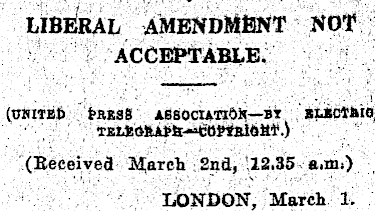 LIBERAL AMENDMENT NOT
ACCEPTABLE.
(UNITED PRESS ASSOCIATION—BY ELECTRIC
TELEGRAPH—COPYRIGHT.)
(Received March 2nd, 12.35 a.m.)
LONDON, March 1.